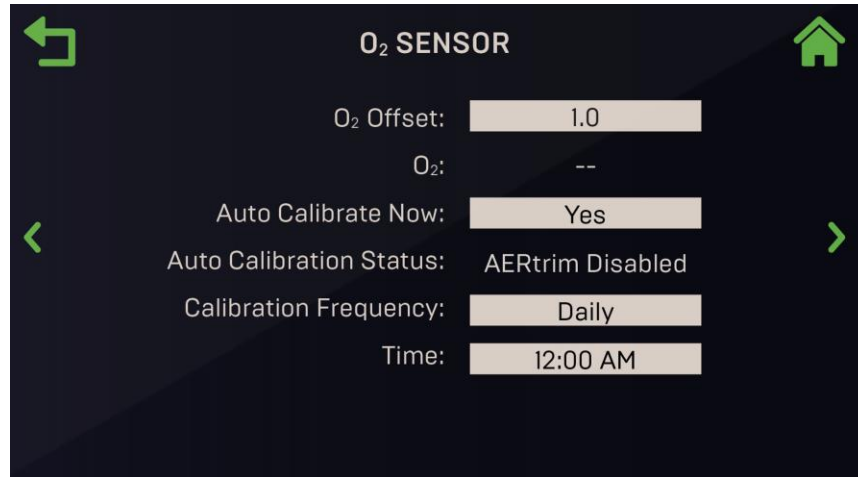 O₂ SENSOR
O₂ Offset: 1.0
O₂: --
Auto Calibrate Now: Yes
Auto Calibration Status: AERtrim Disabled
Calibration Frequency: Daily
Time: 12:00 AM